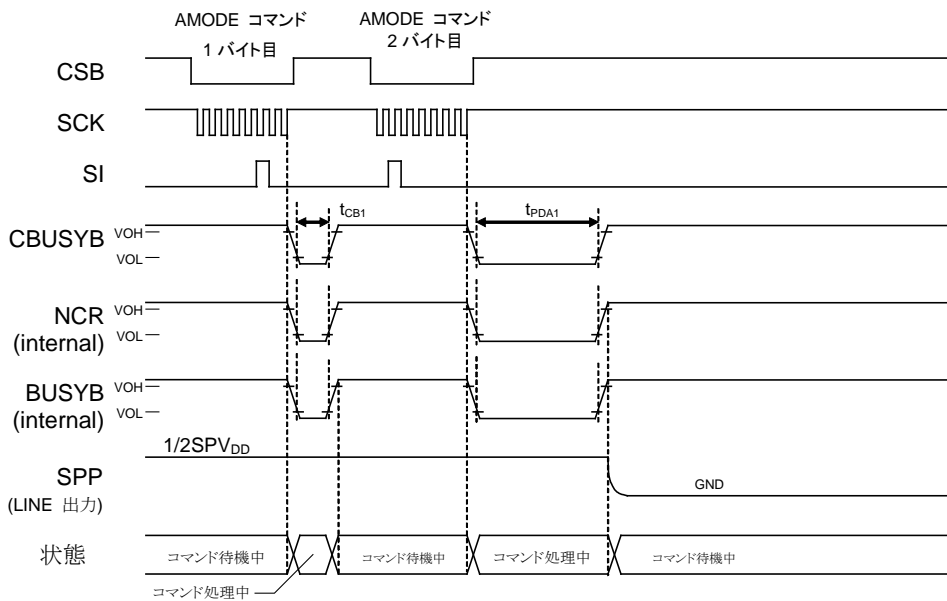 AMODE コマンド
1 バイト目
AMODE コマンド
2 バイト目
CSB
SCK
SI
tCB1
tPDA1
CBUSYB
VOH
VOL
NCR
(internal)
VOH
VOL
BUSYB
(internal)
VOH
VOL
1/2SPVDD
SPP
(LINE 出力)
GND
状態
コマンド待機中
コマンド待機中
コマンド処理中
コマンド待機中
コマンド処理中